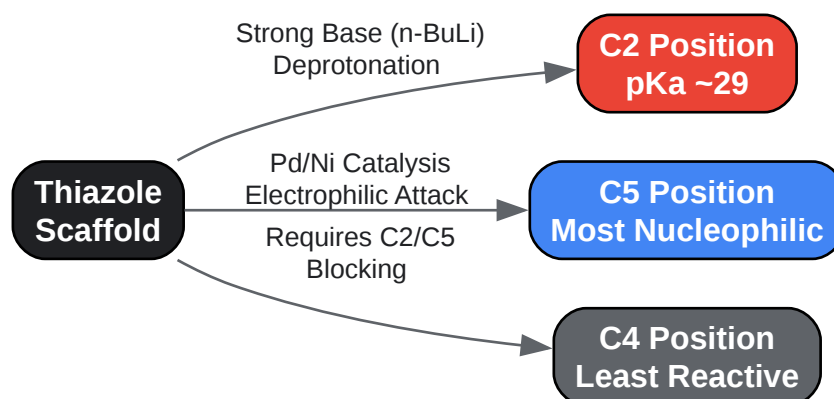 Strong Base (n-BuLi)
Deprotonation
C2 Position
pKa ~29
Thiazole
Scaffold
Pd/Ni Catalysis
Electrophilic Attack
C5 Position
Most Nucleophilic
Requires C2/C5
Blocking
C4 Position
Least Reactive